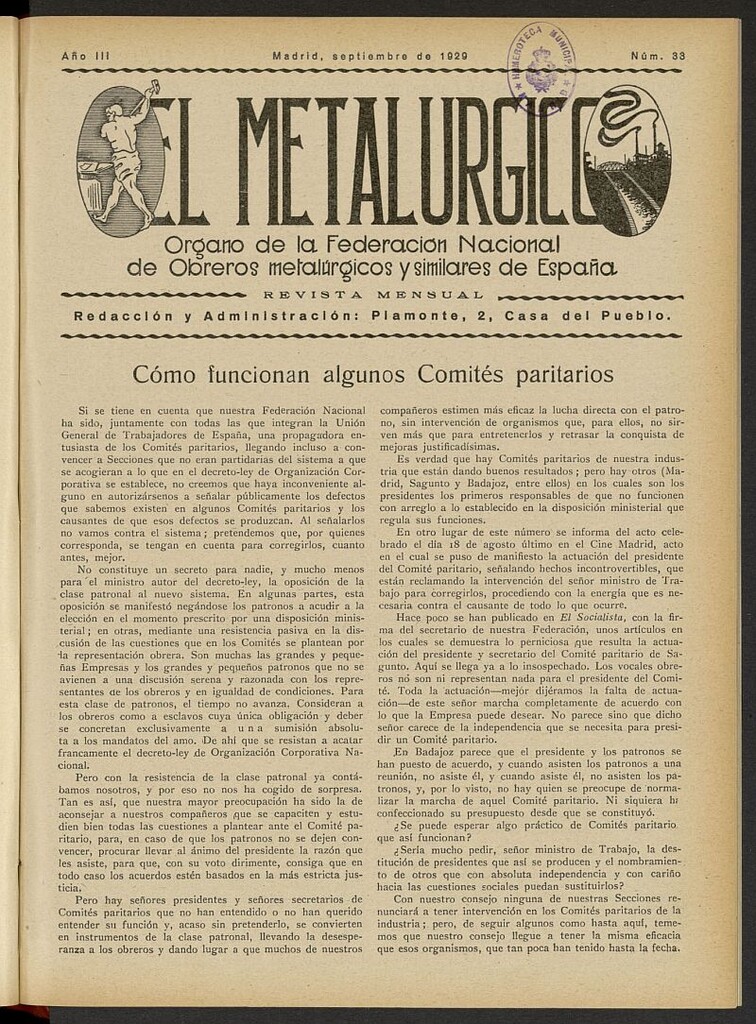 Año III
Madrid, septiembre de 1929
Núm. 33
HEMEROTECA MUNICIPAL
EL METALURGICO
Organo de la Federación Nacional
de Obreros metalúrgicos y similares de España
REVISTA MENSUAL
Redacción y Administración: Piamonte, 2, Casa del Pueblo.
Cómo funcionan algunos Comités paritarios
Si se tiene en cuenta que nuestra Federación Nacional
ha sido, juntamente con todas las que integran la Unión
General de Trabajadores de España, una propagadora en-
tusiasta de los Comités paritarios, llegando incluso a con-
vencer a Secciones que no eran partidarias del sistema a que
se acogieran a lo que en el decreto-ley de Organización Cor-
porativa se establece, no creemos que haya inconveniente al-
guno en autorizársenos a señalar públicamente los defectos
que sabemos existen en algunos Comités paritarios y los
causantes de que esos defectos se produzcan. Al señalarlos
no vamos contra el sistema; pretendemos que, por quienes
corresponda, se tengan en cuenta para corregirlos, cuanto
antes, mejor.
No constituye un secreto para nadie, y mucho menos
para el ministro autor del decreto-ley, la oposición de la
clase patronal al nuevo sistema. En algunas partes, esta
oposición se manifestó negándose los patronos a acudir a la
elección en el momento prescrito por una disposición minis-
terial; en otras, mediante una resistencia pasiva en la dis-
cusión de las cuestiones que en los Comités se plantean por
la representación obrera. Son muchas las grandes y peque-
ñas Empresas y los grandes y pequeños patronos que no se
avienen a una discusión serena y razonada con los repre-
sentantes de los obreros y en igualdad de condiciones. Para
esta clase de patronos, el tiempo no avanza. Consideran a
los obreros como a esclavos cuya única obligación y deber
se concretan exclusivamente a una sumisión absolu-
ta a los mandatos del amo. De ahí que se resistan a acatar
francamente el decreto-ley de Organización Corporativa Na-
cional.
Pero con la resistencia de la clase patronal ya contá-
bamos nosotros, y por eso no nos ha cogido de sorpresa.
Tan es así, que nuestra mayor preocupación ha sido la de
aconsejar a nuestros compañeros que se capaciten y estu-
dien bien todas las cuestiones a plantear ante el Comité pa-
ritario, para, en caso de que los patronos no se dejen con-
vencer, procurar llevar al ánimo del presidente la razón que
les asiste, para que, con su voto dirimente, consiga que en
todo caso los acuerdos estén basados en la más estricta jus-
ticia.
Pero hay señores presidentes y señores secretarios de
Comités paritarios que no han entendido o no han querido
entender su función y, acaso sin pretenderlo, se convierten
en instrumentos de la clase patronal, llevando la desespe-
ranza a los obreros y dando lugar a que muchos de nuestros
compañeros estimen más eficaz la lucha directa con el patro-
no, sin intervención de organismos que, para ellos, no sir-
ven más que para entretenerlos y retrasar la conquista de
mejoras justificadísimas.
Es verdad que hay Comités paritarios de nuestra indus-
tria que están dando buenos resultados; pero hay otros (Ma-
drid, Sagunto y Badajoz, entre ellos) en los cuales son los
presidentes los primeros responsables de que no funcionen
con arreglo a lo establecido en la disposición ministerial que
regula sus funciones.
En otro lugar de este número se informa del acto cele-
brado el día 18 de agosto último en el Cine Madrid, acto
en el cual se puso de manifiesto la actuación del presidente
del Comité paritario, señalando hechos incontrovertibles, que
están reclamando la intervención del señor ministro de Tra-
bajo para corregirlos, procediendo con la energía que es ne-
cesaria contra el causante de todo lo que ocurre.
Hace poco se han publicado en El Socialista, con la fir-
ma del secretario de nuestra Federación, unos artículos en
los cuales se demuestra lo perniciosa que resulta la actua-
ción del presidente y secretario del Comité paritario de Sa-
gunto. Aquí se llega ya a lo insospechado. Los vocales obre-
ros nó son ni representan nada para el presidente del Comi-
té. Toda la actuación—mejor dijéramos la falta de actua-
ción—de este señor marcha completamente de acuerdo con
lo que la Empresa puede desear. No parece sino que dicho
señor carece de la independencia que se necesita para presi-
dir un Comité paritario.
En Badajoz parece que el presidente y los patronos se
han puesto de acuerdo, y cuando asisten los patronos a una
reunión, no asiste él, y cuando asiste él, no asisten los pa-
tronos, y, por lo visto, no hay quien se preocupe de norma-
lizar la marcha de aquel Comité paritario. Ni siquiera ha
confeccionado su presupuesto desde que se constituyó.
¿Se puede esperar algo práctico de Comités paritario
que así funcionan?
¿Sería mucho pedir, señor ministro de Trabajo, la des-
titución de presidentes que así se producen y el nombramien-
to de otros que con absoluta independencia y con cariño
hacia las cuestiones sociales puedan sustituirlos?
Con nuestro consejo ninguna de nuestras Secciones re-
nunciará a tener intervención en los Comités paritarios de la
industria; pero, de seguir algunos como hasta aquí, teme-
mos que nuestro consejo llegue a tener la misma eficacia
que esos organismos, que tan poca han tenido hasta la fecha.